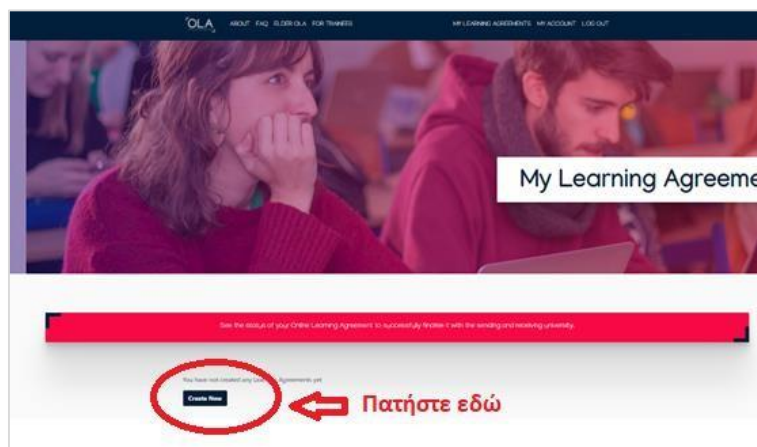 OLA ABOUT FAQ ELDER OLA FOR TRAINEES MY LEARNING AGREEMENTS MY ACCOUNT LOG OUT
My Learning Agreeme
See the status of your Online Learning Agreement to successfully finalise it with the sending and receiving university.
You have not created any Learning Agreements yet
Create New
Πατήστε εδώ